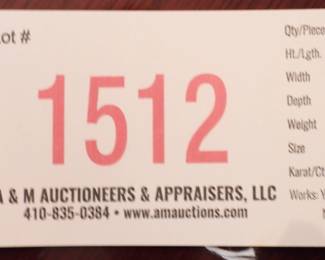 Lot #
1512
A & M AUCTIONEERS & APPRAISERS, LLC
410-835-0384 • www.amauctions.com
Qty/Piece
Ht./Lgth.
Width
Depth
Weight
Size
Karat/Ct
Works: Y